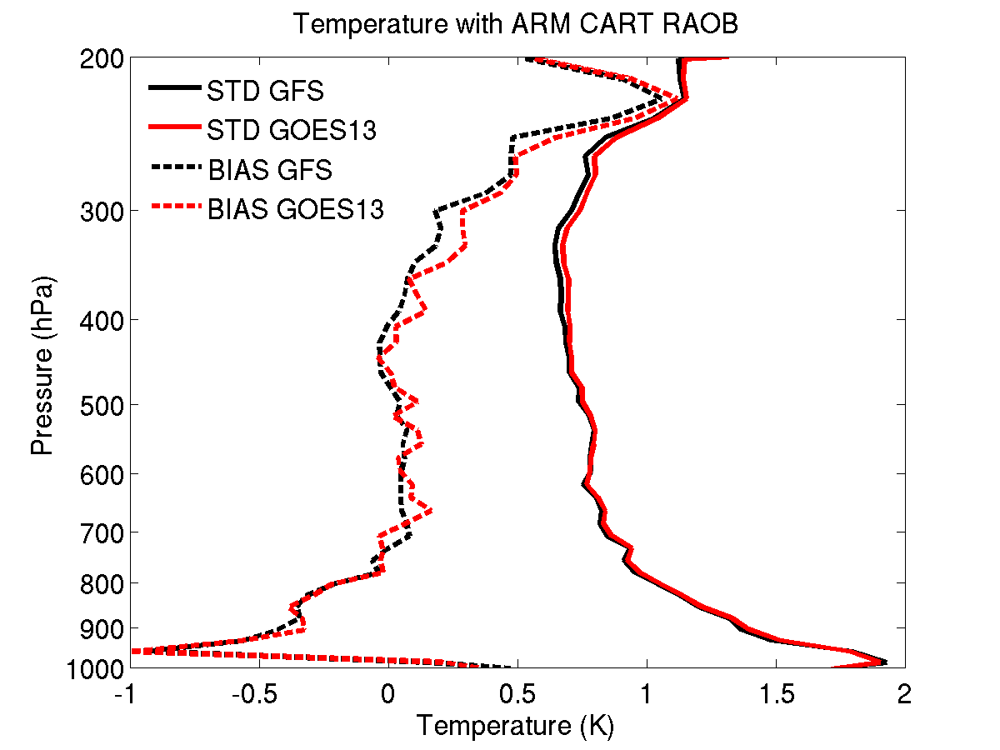 Temperature with ARM CART RAOB
200
STD GFS
STD GOES13
BIAS GFS
BIAS GOES13
300
400
500
600
700
800
900
1000
Pressure (hPa)
-1 -0.5 0 0.5 1 1.5 2
Temperature (K)